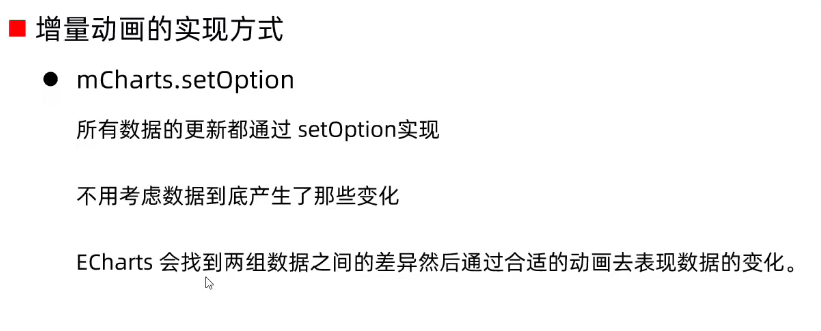 增量动画的实现方式
mCharts.setOption
所有数据的更新都通过 setOption实现
不用考虑数据到底产生了那些变化
ECharts 会找到两组数据之间的差异然后通过合适的动画去表现数据的变化。